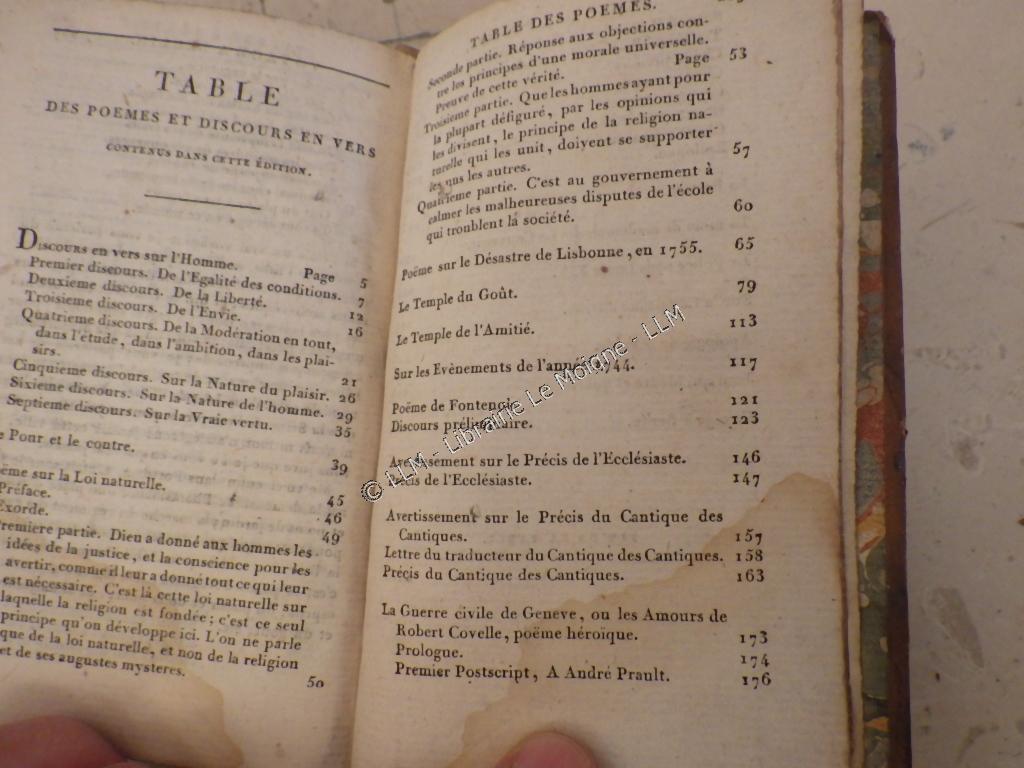 TABLE
DES POEMES ET DISCOURS EN VERS
CONTENUS DANS CETTE ÉDITION.
Discours en vers sur l'Homme. Page 5
Premier discours. De l'Egalité des conditions. 7
Deuxieme discours. De la Liberté. 12
Troisieme discours. De l'Envie. 16
Quatrieme discours. De la Modération en tout,
dans l'étude, dans l'ambition, dans les plai-
sirs. 21
Cinquieme discours. Sur la Nature du plaisir. 26
Sixieme discours. Sur la Nature de l'homme. 29
Septieme discours. Sur la Vraie vertu. 35
e Pour et le contre. 39
ëme sur la Loi naturelle. 45
Préface. 46
Exorde. 49
remiere partie. Dieu a donné aux hommes les
idées de la justice, et la conscience pour les
avertir, comme il leur a donné tout ce qui leur
est nécessaire. C'est là cette loi naturelle sur
laquelle la religion est fondée; c'est ce seul
principe qu'on développe ici. L'on ne parle
que de la loi naturelle, et non de la religion
et de ses augustes mysteres. 50
TABLE DES POEMES.
Seconde partie. Réponse aux objections con-
tre les principes d'une morale universelle.
Preuve de cette vérité. Page 53
Troisieme partie. Que les hommes ayant pour
la plupart défiguré, par les opinions qui
les divisent, le principe de la religion na-
turelle qui les unit, doivent se supporter
les uns les autres. 57
Quatrieme partie. C'est au gouvernement à
calmer les malheureuses disputes de l'école
qui troublent la société. 60
Poëme sur le Désastre de Lisbonne, en 1755. 65
Le Temple du Goût. 79
Le Temple de l'Amitié. 113
Sur les Evènements de l'année 1744. 117
Poëme de Fontenoi. 121
Discours préliminaire. 123
Avertissement sur le Précis de l'Ecclésiaste. 146
Précis de l'Ecclésiaste. 147
Avertissement sur le Précis du Cantique des
Cantiques. 157
Lettre du traducteur du Cantique des Cantiques. 158
Précis du Cantique des Cantiques. 163
La Guerre civile de Geneve, ou les Amours de
Robert Covelle, poëme héroïque. 173
Prologue. 174
Premier Postscript, A André Prault. 176
© LLM - Librairie Le Moigne - LLM